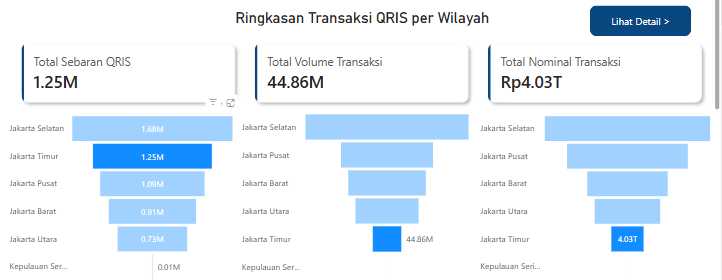 Ringkasan Transaksi QRIS per Wilayah
Lihat Detail >
Total Sebaran QRIS
1.25M
Total Volume Transaksi
44.86M
Total Nominal Transaksi
Rp4.03T
Jakarta Selatan 1.68M
Jakarta Timur 1.25M
Jakarta Pusat 1.09M
Jakarta Barat 0.91M
Jakarta Utara 0.73M
Kepulauan Ser... 0.01M
Jakarta Selatan
Jakarta Pusat
Jakarta Barat
Jakarta Utara
Jakarta Timur 44.86M
Kepulauan Ser...
Jakarta Selatan
Jakarta Pusat
Jakarta Barat
Jakarta Utara
Jakarta Timur 4.03T
Kepulauan Seri...